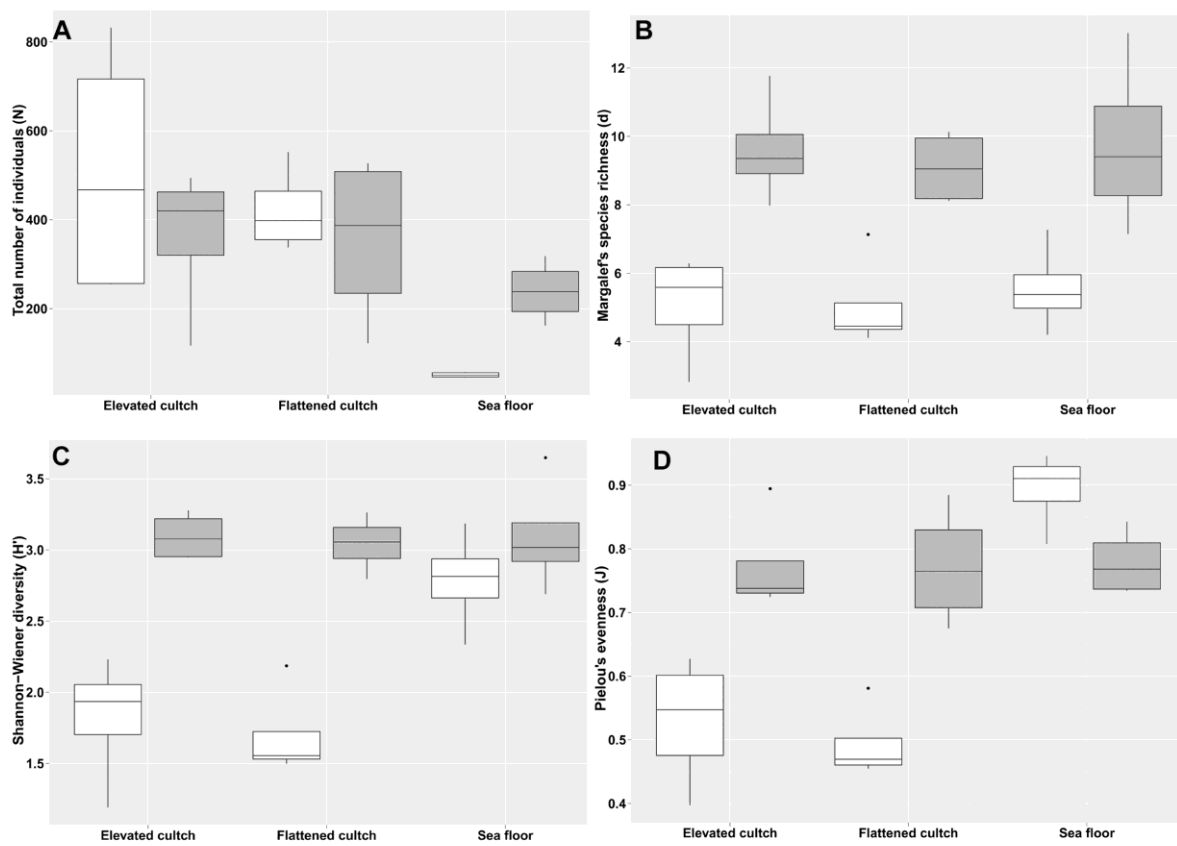 A
Total number of individuals (N)
800
600
400
200
Elevated cultch
Flattened cultch
Sea floor
B
Margalef's species richness (d)
12
10
8
6
4
Elevated cultch
Flattened cultch
Sea floor
C
Shannon−Wiener diversity (H')
3.5
3.0
2.5
2.0
1.5
Elevated cultch
Flattened cultch
Sea floor
D
Pielou's evenness (J)
0.9
0.8
0.7
0.6
0.5
0.4
Elevated cultch
Flattened cultch
Sea floor